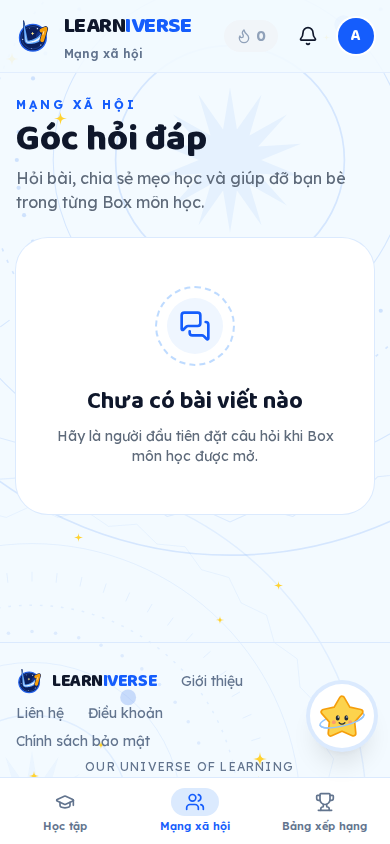 LEARNIVERSE
Mạng xã hội
0
A
MẠNG XÃ HỘI
Góc hỏi đáp
Hỏi bài, chia sẻ mẹo học và giúp đỡ bạn bè
trong từng Box môn học.
Chưa có bài viết nào
Hãy là người đầu tiên đặt câu hỏi khi Box
môn học được mở.
LEARNIVERSE Giới thiệu
Liên hệ Điều khoản
Chính sách bảo mật
OUR UNIVERSE OF LEARNING
Học tập Mạng xã hội Bảng xếp hạng